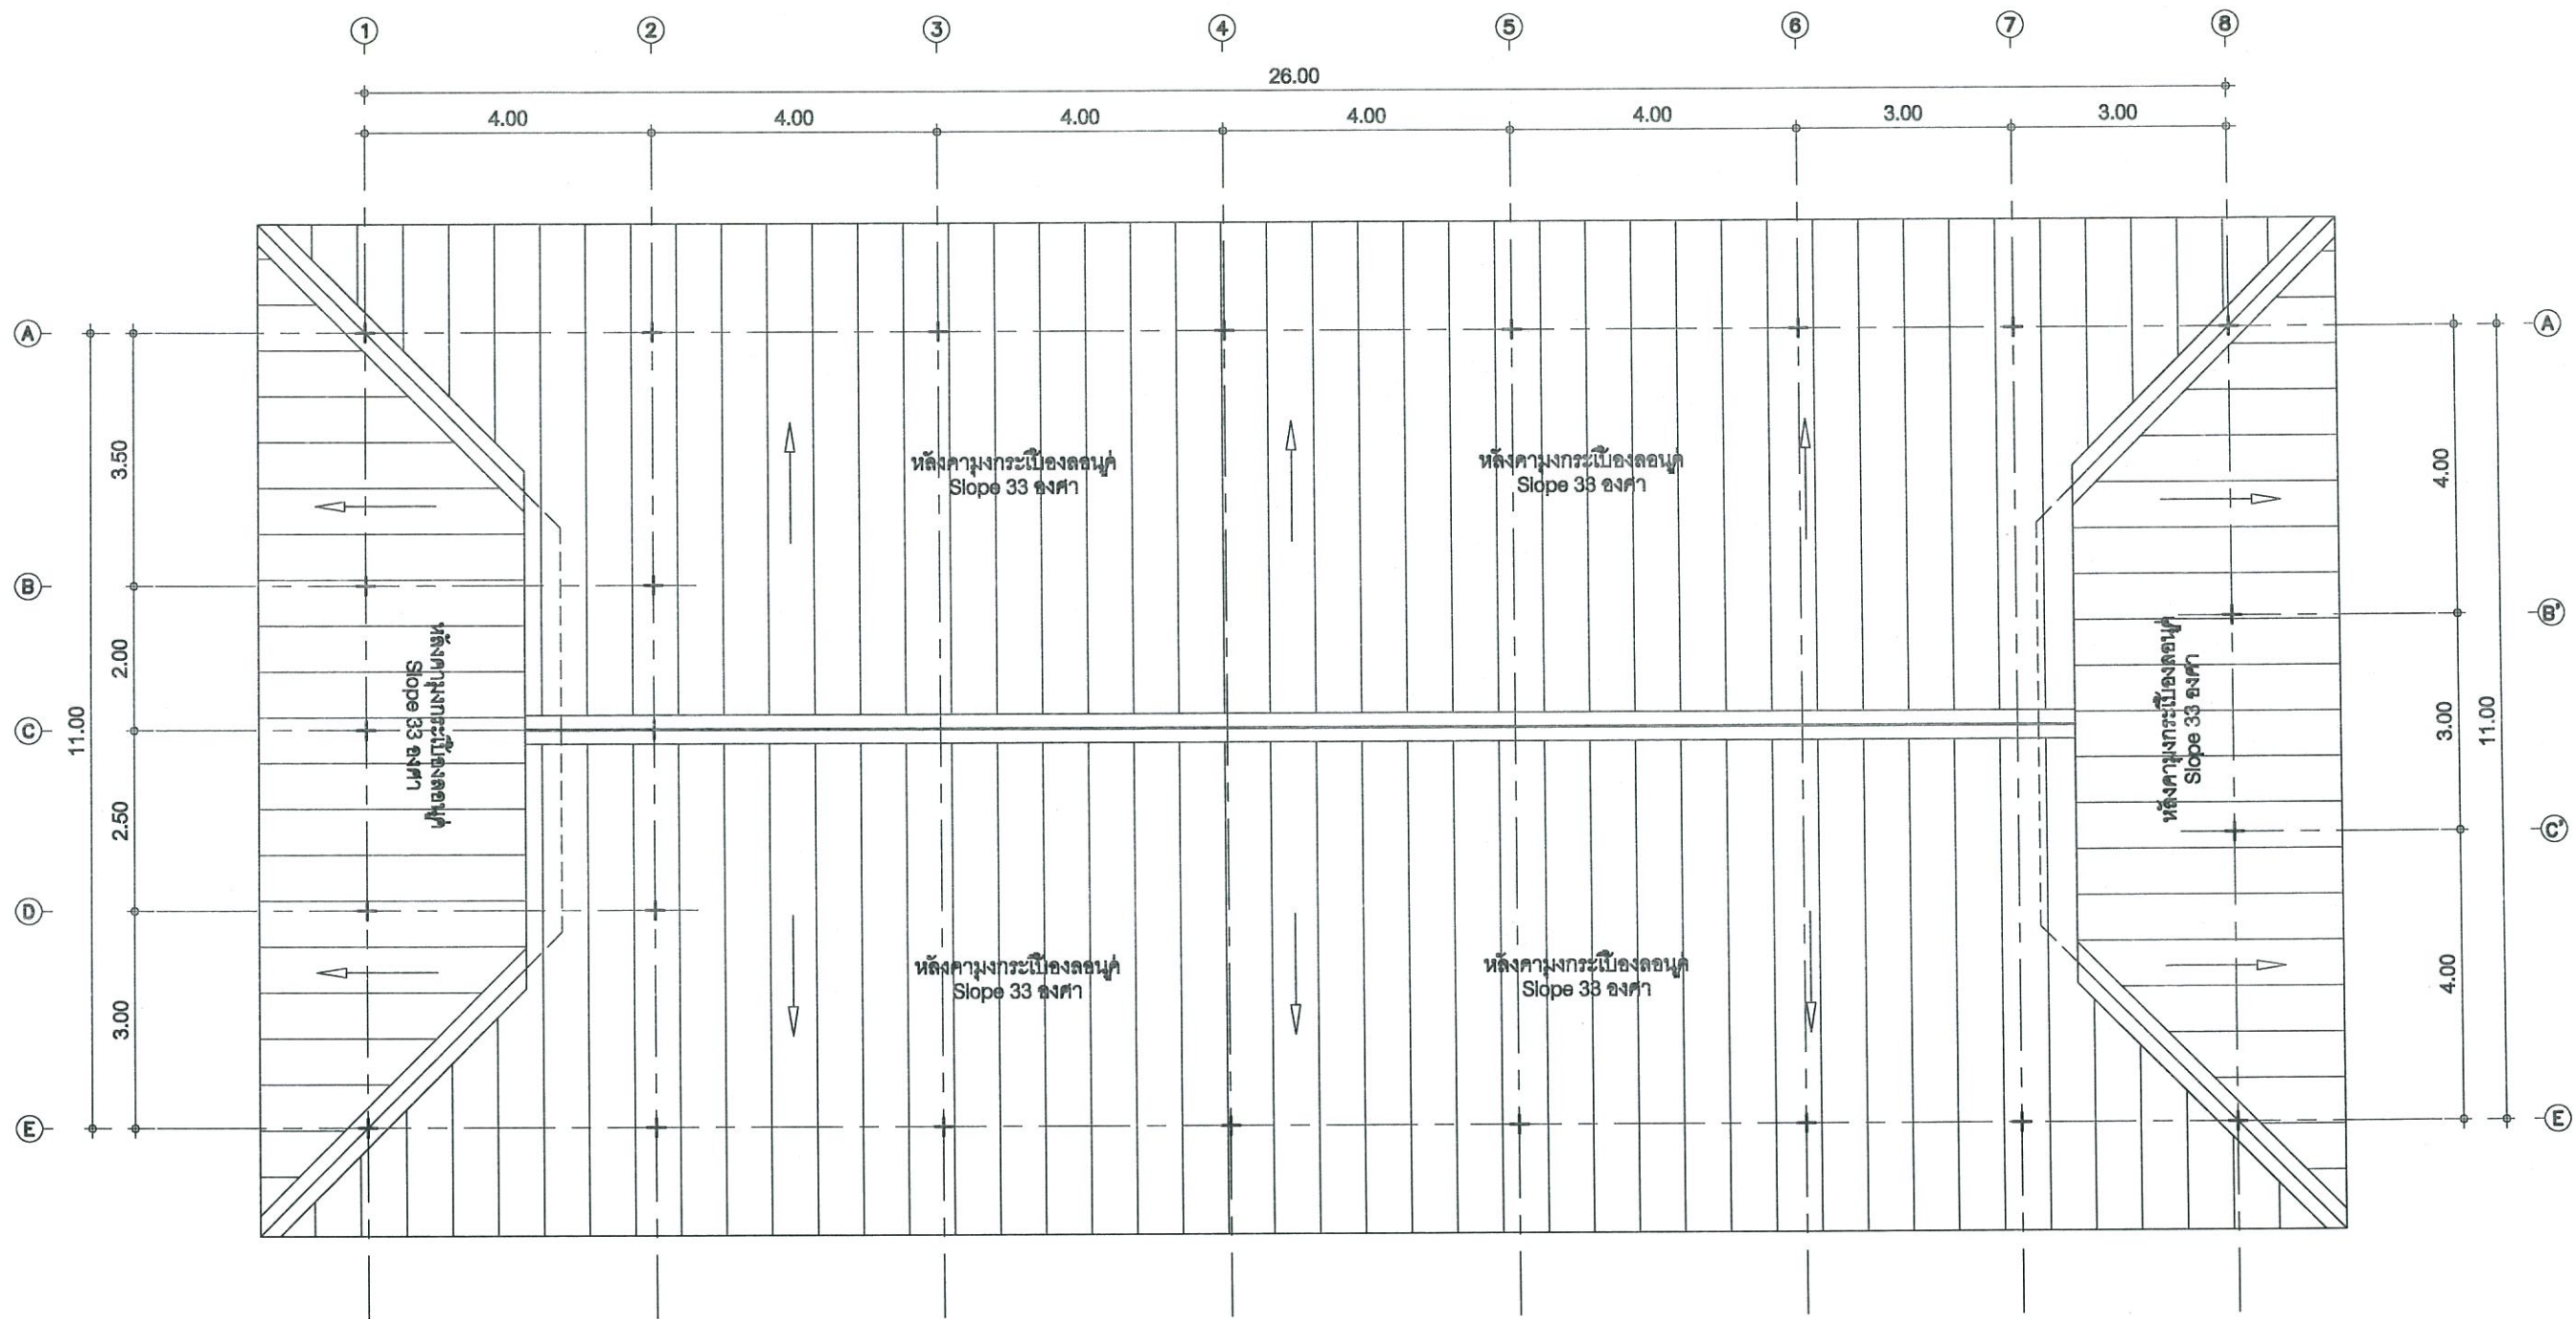 1 2 3 4 5 6 7 8
26.00
4.00 4.00 4.00 4.00 4.00 3.00 3.00
A A
3.50 4.00
หลังคามุงกระเบื้องลอนคู่
Slope 33 องศา
หลังคามุงกระเบื้องลอนคู่
Slope 33 องศา
B B'
2.00
หลังคามุงกระเบื้องลอนคู่
Slope 33 องศา
หลังคามุงกระเบื้องลอนคู่
Slope 33 องศา
11.00 3.00 11.00
C
2.50
C'
D
หลังคามุงกระเบื้องลอนคู่
Slope 33 องศา
หลังคามุงกระเบื้องลอนคู่
Slope 33 องศา
3.00 4.00
E E